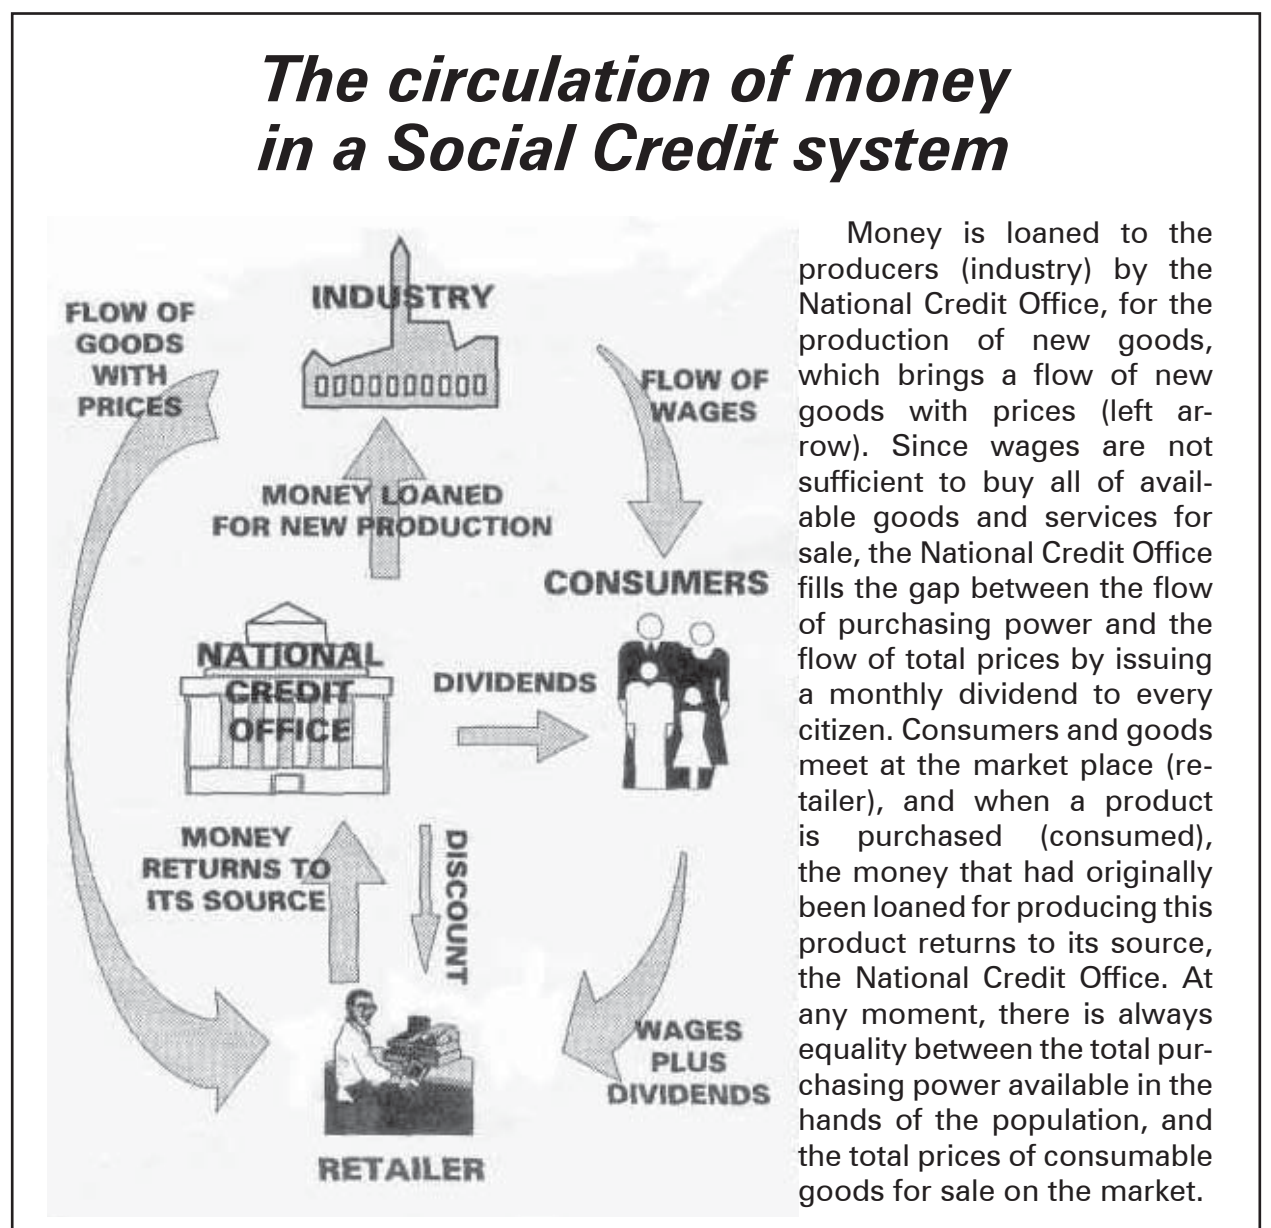 The circulation of money
in a Social Credit system
INDUSTRY
FLOW OF
GOODS
WITH
PRICES
FLOW OF
WAGES
MONEY LOANED
FOR NEW PRODUCTION
CONSUMERS
NATIONAL
CREDIT
OFFICE
DIVIDENDS
MONEY
RETURNS TO
ITS SOURCE
DISCOUNT
WAGES
PLUS
DIVIDENDS
RETAILER
Money is loaned to the
producers (industry) by the
National Credit Office, for the
production of new goods,
which brings a flow of new
goods with prices (left ar-
row). Since wages are not
sufficient to buy all of avail-
able goods and services for
sale, the National Credit Office
fills the gap between the flow
of purchasing power and the
flow of total prices by issuing
a monthly dividend to every
citizen. Consumers and goods
meet at the market place (re-
tailer), and when a product
is purchased (consumed),
the money that had originally
been loaned for producing this
product returns to its source,
the National Credit Office. At
any moment, there is always
equality between the total pur-
chasing power available in the
hands of the population, and
the total prices of consumable
goods for sale on the market.